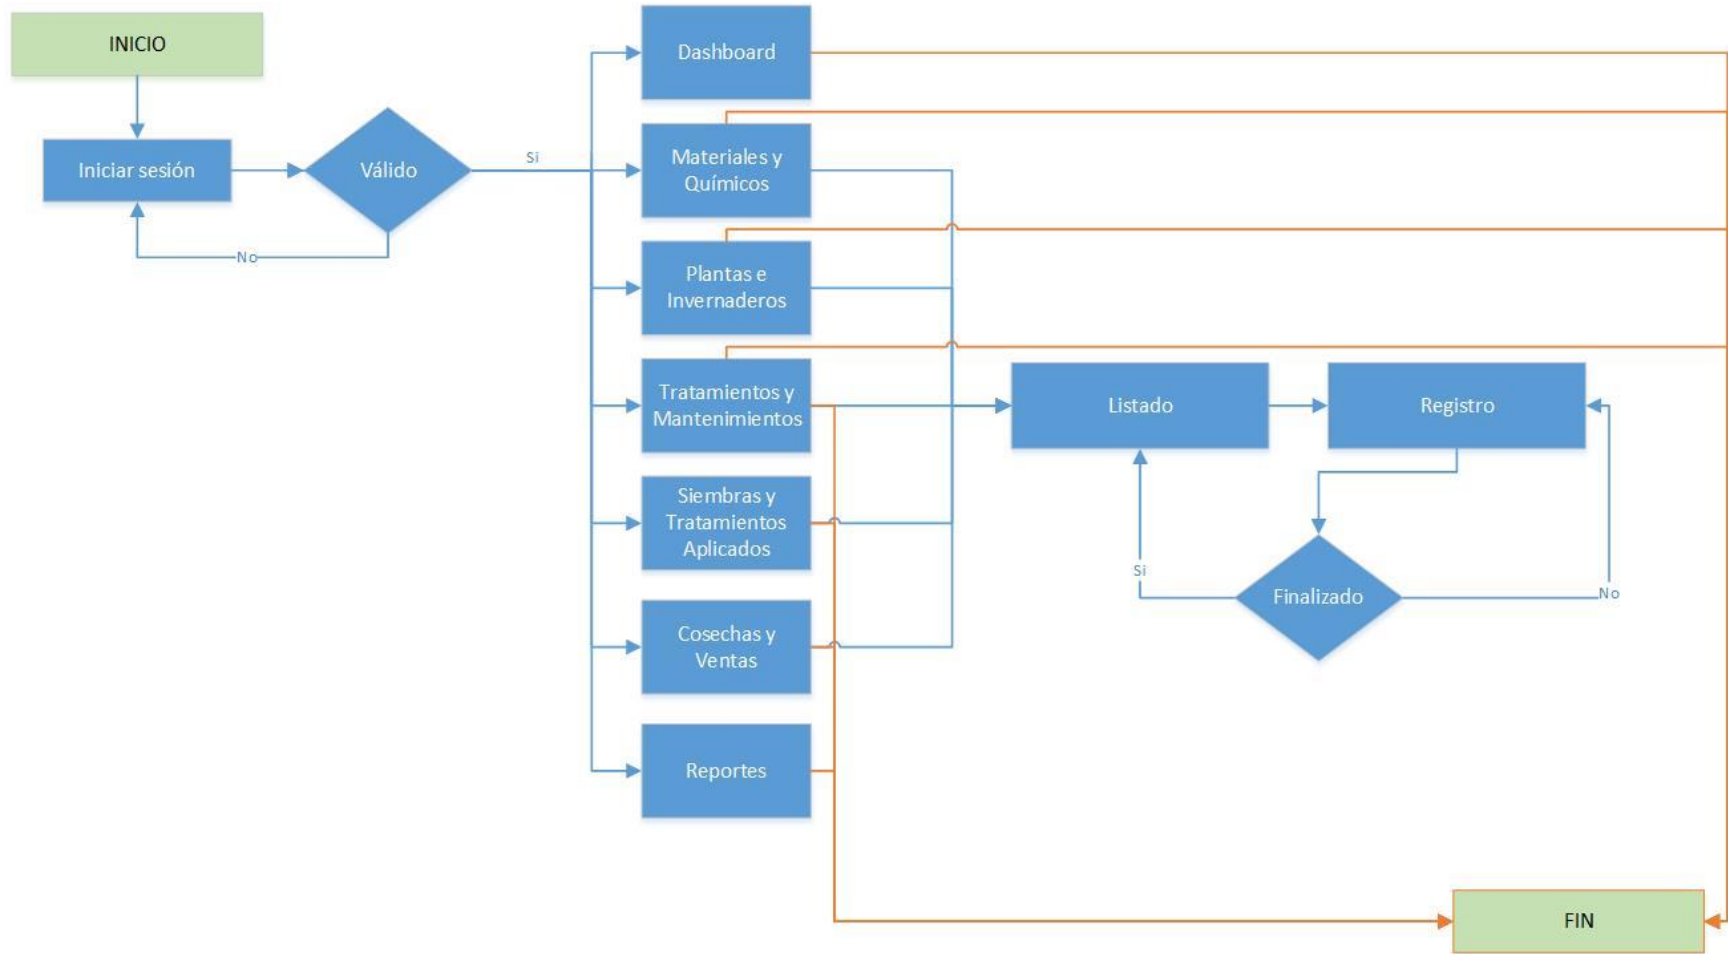 INICIO
Iniciar sesión
Válido
No
Si
Dashboard
Materiales y
Químicos
Plantas e
Invernaderos
Tratamientos y
Mantenimientos
Siembras y
Tratamientos
Aplicados
Cosechas y
Ventas
Reportes
Listado
Registro
Si
Finalizado
No
FIN